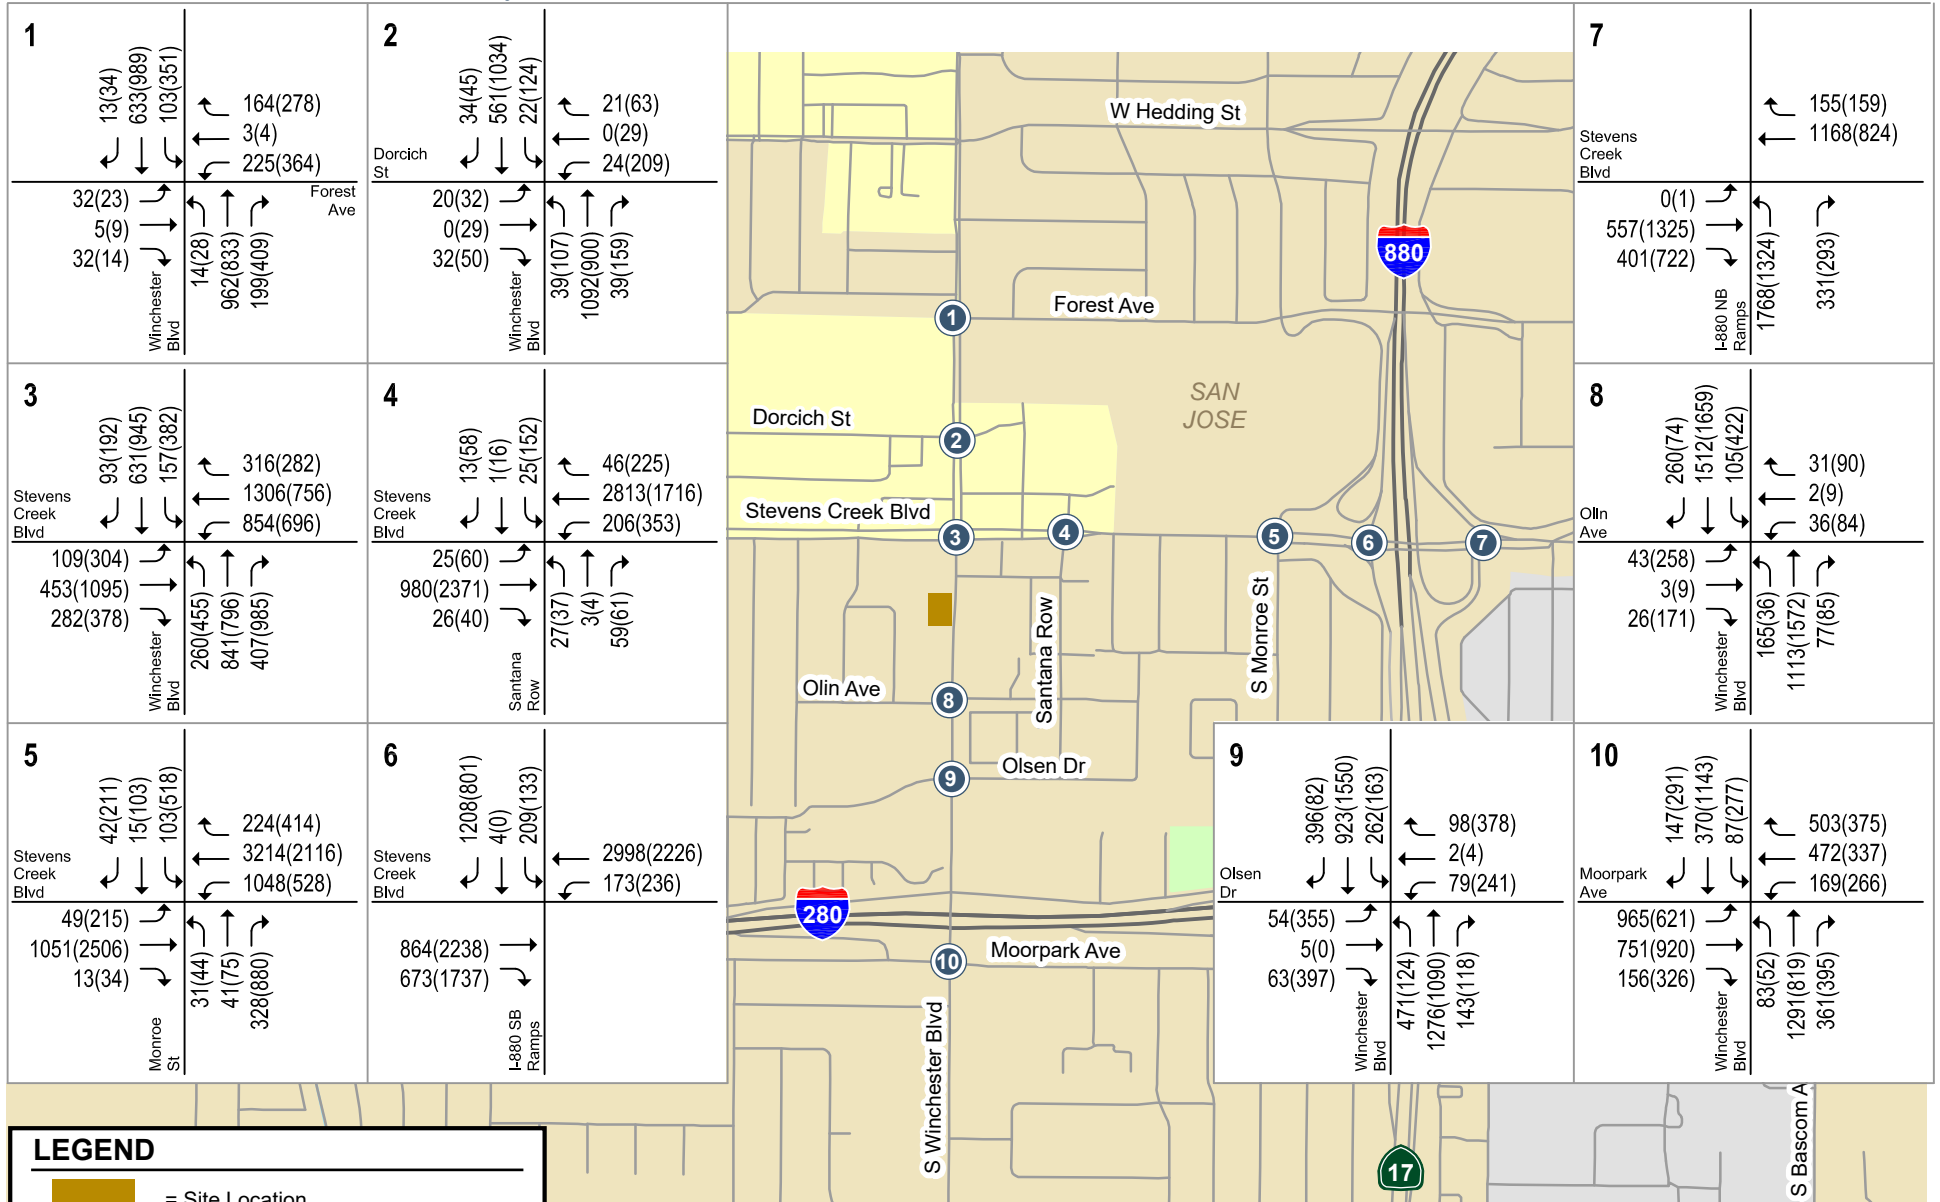 1
13(34)
633(989)
103(351)
164(278)
3(4)
225(364)
Forest
Ave
32(23)
5(9)
32(14)
14(28)
962(833)
199(409)
Winchester
Blvd
2
34(45)
561(1034)
22(124)
21(63)
0(29)
24(209)
Dorcich
St
20(32)
0(29)
32(50)
39(107)
1092(900)
39(159)
Winchester
Blvd
3
93(192)
631(945)
157(382)
316(282)
1306(756)
854(696)
Stevens
Creek
Blvd
109(304)
453(1095)
282(378)
260(455)
841(796)
407(985)
Winchester
Blvd
4
13(58)
1(16)
25(152)
46(225)
2813(1716)
206(353)
Stevens
Creek
Blvd
25(60)
980(2371)
26(40)
27(37)
3(4)
59(61)
Santana
Row
5
42(211)
15(103)
103(518)
224(414)
3214(2116)
1048(528)
Stevens
Creek
Blvd
49(215)
1051(2506)
13(34)
31(44)
41(75)
328(880)
Monroe
St
6
1208(801)
4(0)
209(133)
2998(2226)
173(236)
Stevens
Creek
Blvd
864(2238)
673(1737)
I-880 SB
Ramps
7
155(159)
1168(824)
Stevens
Creek
Blvd
0(1)
557(1325)
401(722)
1768(1324)
331(293)
I-880 NB
Ramps
8
260(74)
1512(1659)
105(422)
31(90)
2(9)
36(84)
Olin
Ave
43(258)
3(9)
26(171)
165(36)
1113(1572)
77(85)
Winchester
Blvd
9
396(82)
923(1550)
262(163)
98(378)
2(4)
79(241)
Olsen
Dr
54(355)
5(0)
63(397)
471(124)
1276(1090)
143(118)
Winchester
Blvd
10
147(291)
370(1143)
87(277)
503(375)
472(337)
169(266)
Moorpark
Ave
965(621)
751(920)
156(326)
83(52)
1291(819)
361(395)
Winchester
Blvd
W Hedding St
880
1
Forest Ave
SAN
JOSE
Dorcich St
2
Stevens Creek Blvd
3
4
5
6
7
Santana Row
S Monroe St
Olin Ave
8
9
Olsen Dr
280
Moorpark Ave
10
S Winchester Blvd
17
S Bascom A
LEGEND
= Site Location